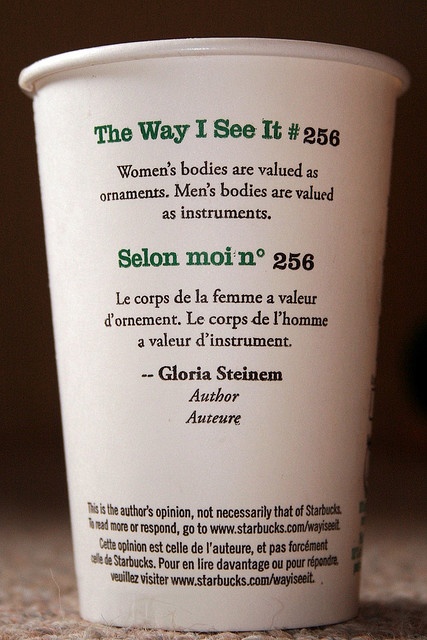 The Way I See It #256
Women's bodies are valued as
ornaments. Men's bodies are valued
as instruments.
Selon moi n° 256
Le corps de la femme a valeur
d'ornement. Le corps de l'homme
a valeur d'instrument.
-- Gloria Steinem
Author
Auteure
This is the author's opinion, not necessarily that of Starbucks.
To read more or respond, go to www.starbucks.com/wayiseeit.
Cette opinion est celle de l'auteure, et pas forcément
celle de Starbucks. Pour en lire davantage ou pour répondre,
veuillez visiter www.starbucks.com/wayiseeit.